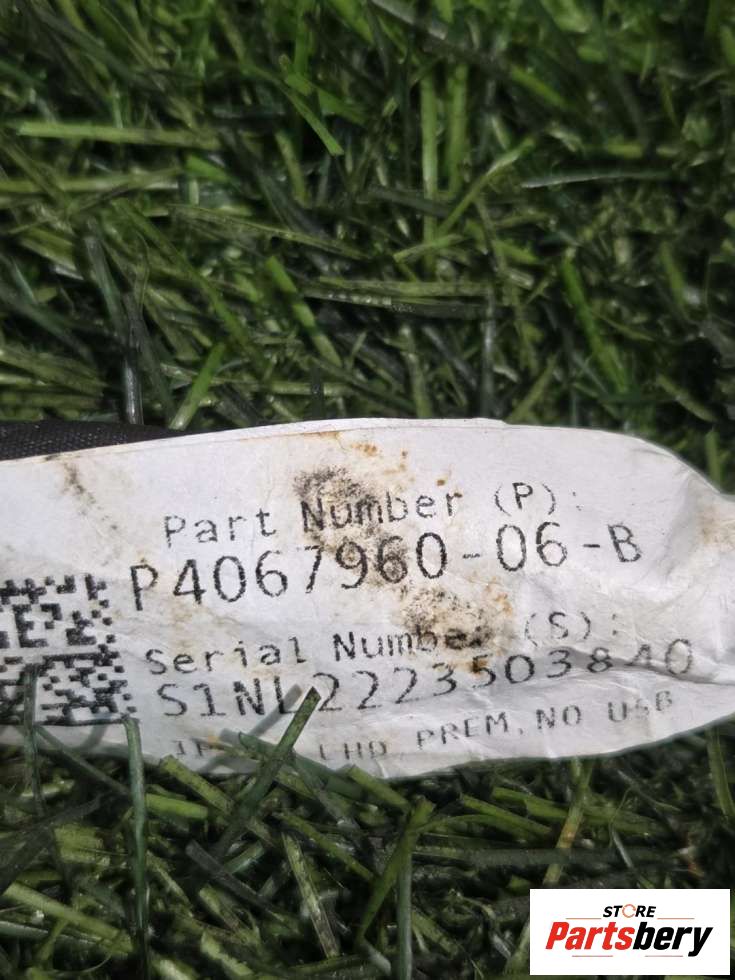 Part Number (P):
P4067960-06-B
Serial Number (S):
S1NL2223503840
LHD, PREM, NO USB
STORE
Partsbery